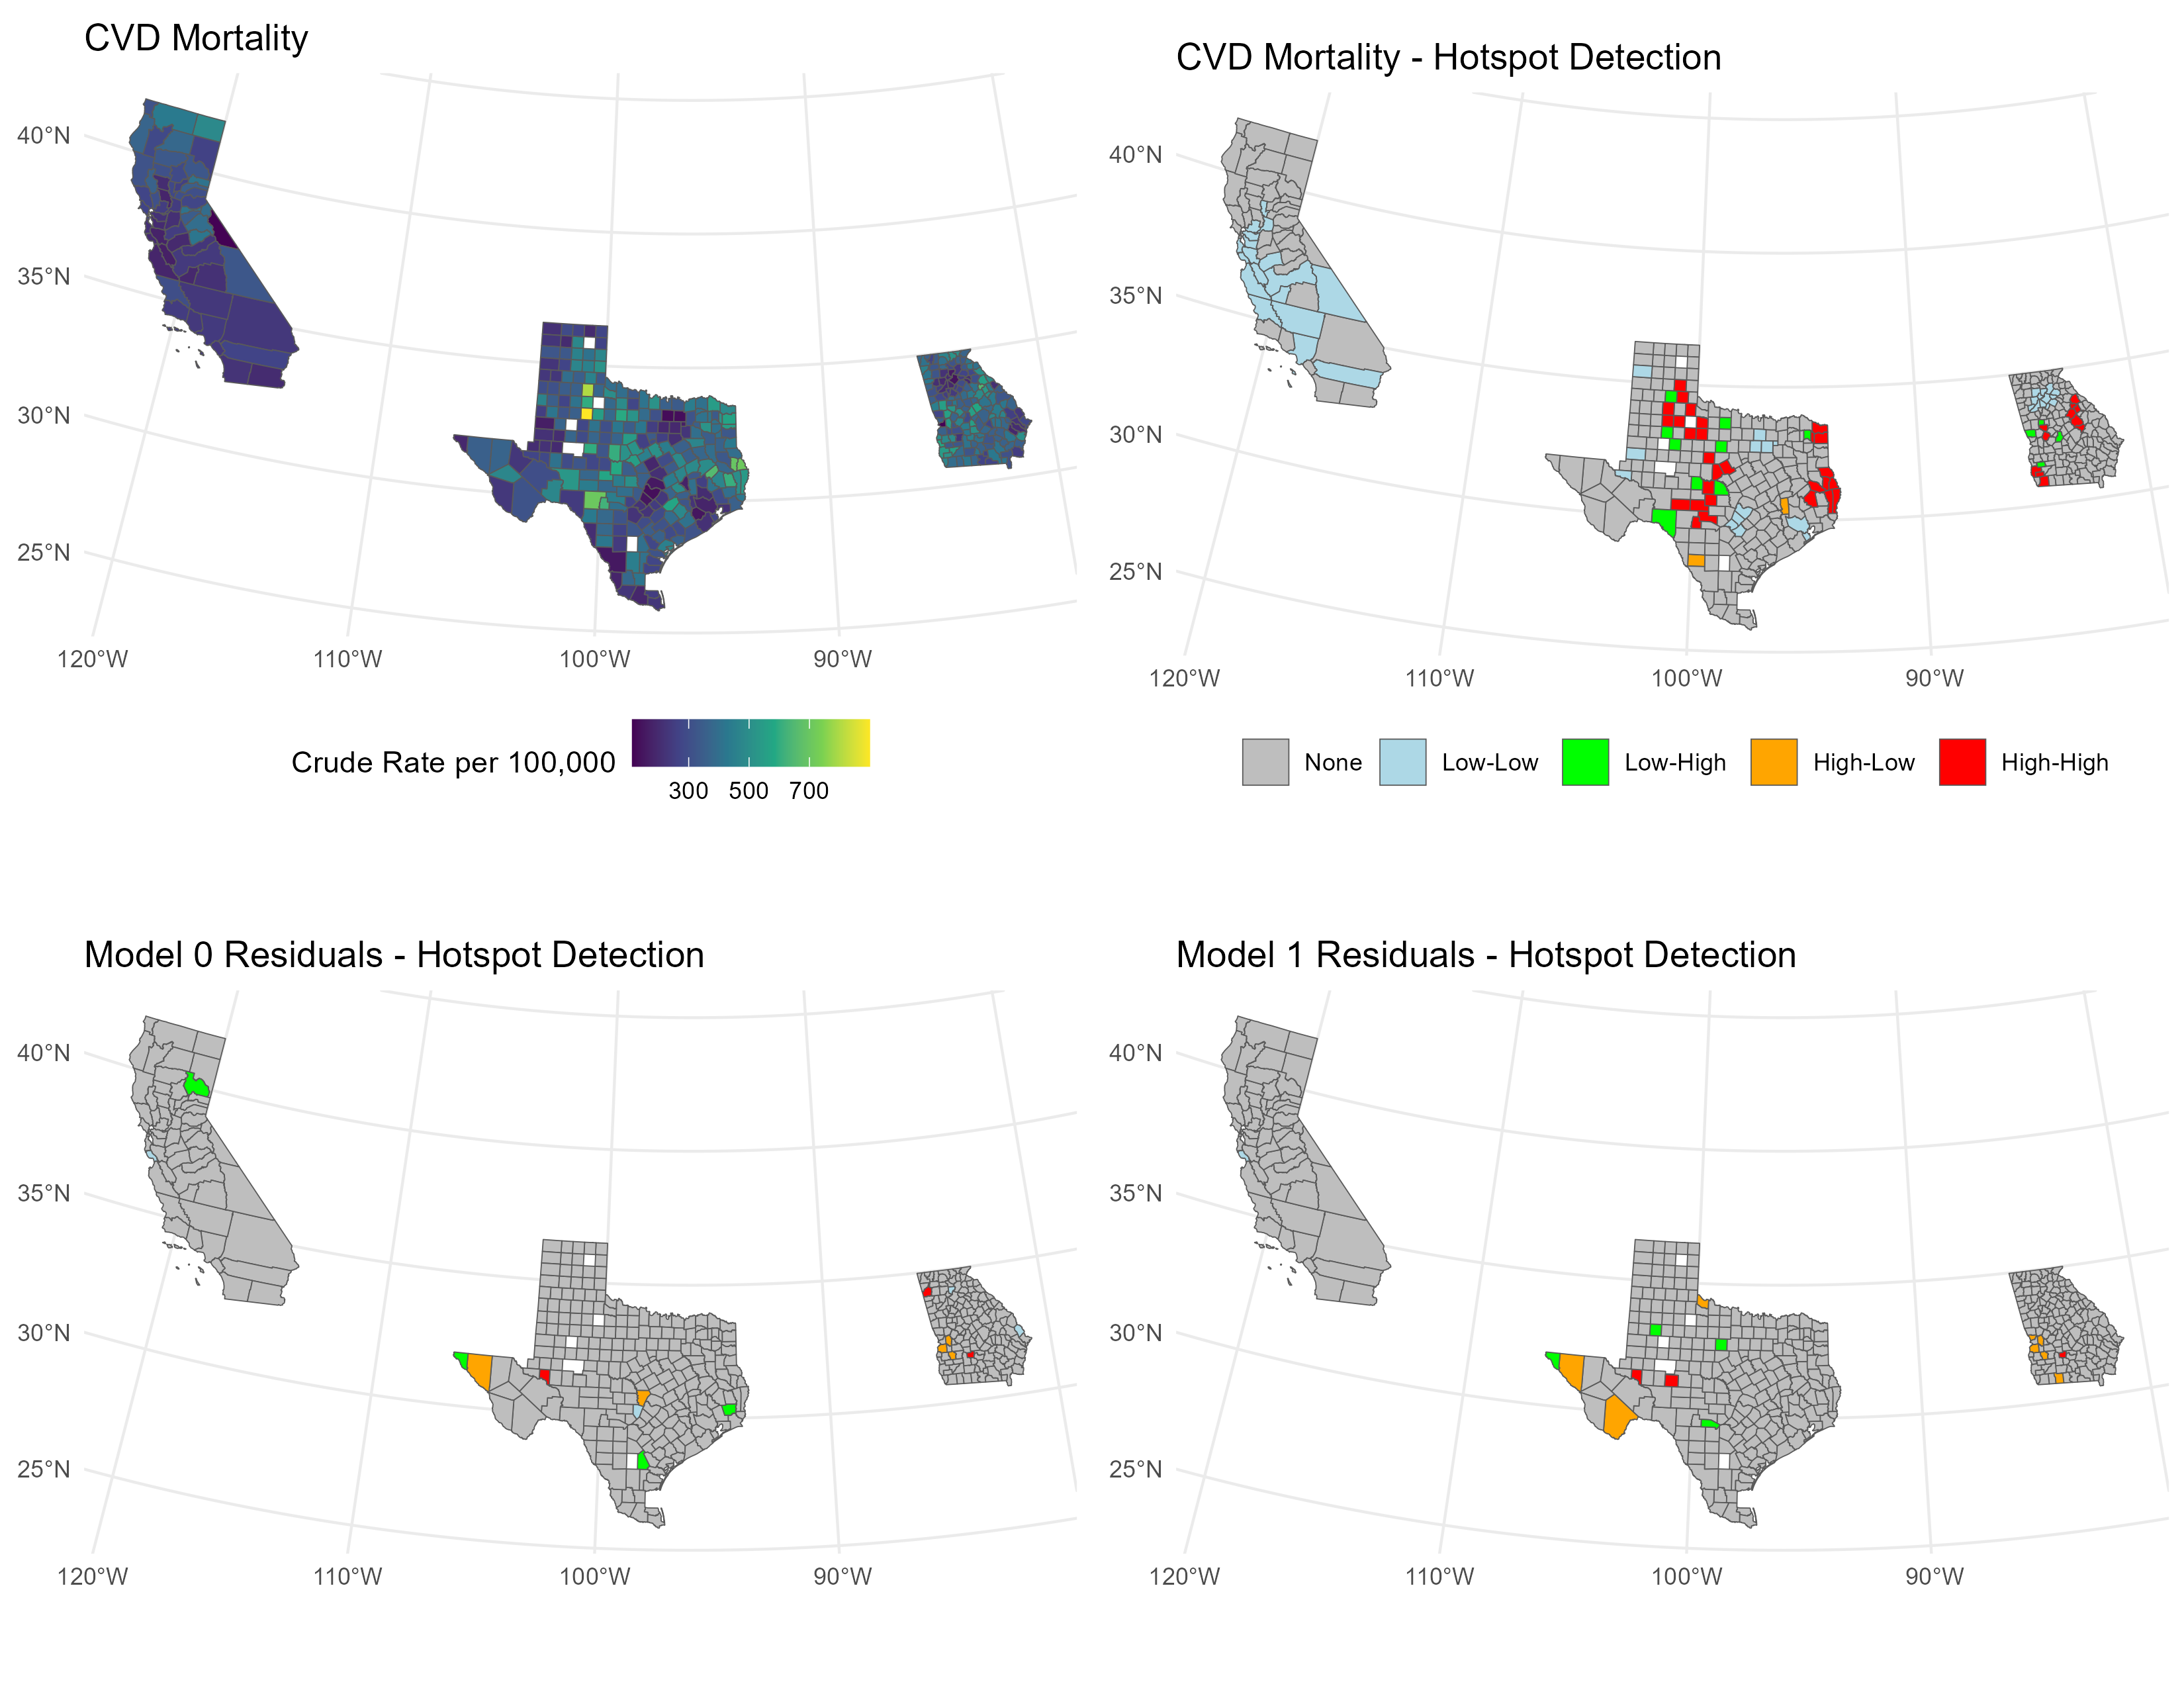 CVD Mortality
40°N
35°N
30°N
25°N
120°W 110°W 100°W 90°W
Crude Rate per 100,000
300 500 700
CVD Mortality - Hotspot Detection
40°N
35°N
30°N
25°N
120°W 110°W 100°W 90°W
None Low-Low Low-High High-Low High-High
Model 0 Residuals - Hotspot Detection
40°N
35°N
30°N
25°N
120°W 110°W 100°W 90°W
Model 1 Residuals - Hotspot Detection
40°N
35°N
30°N
25°N
120°W 110°W 100°W 90°W